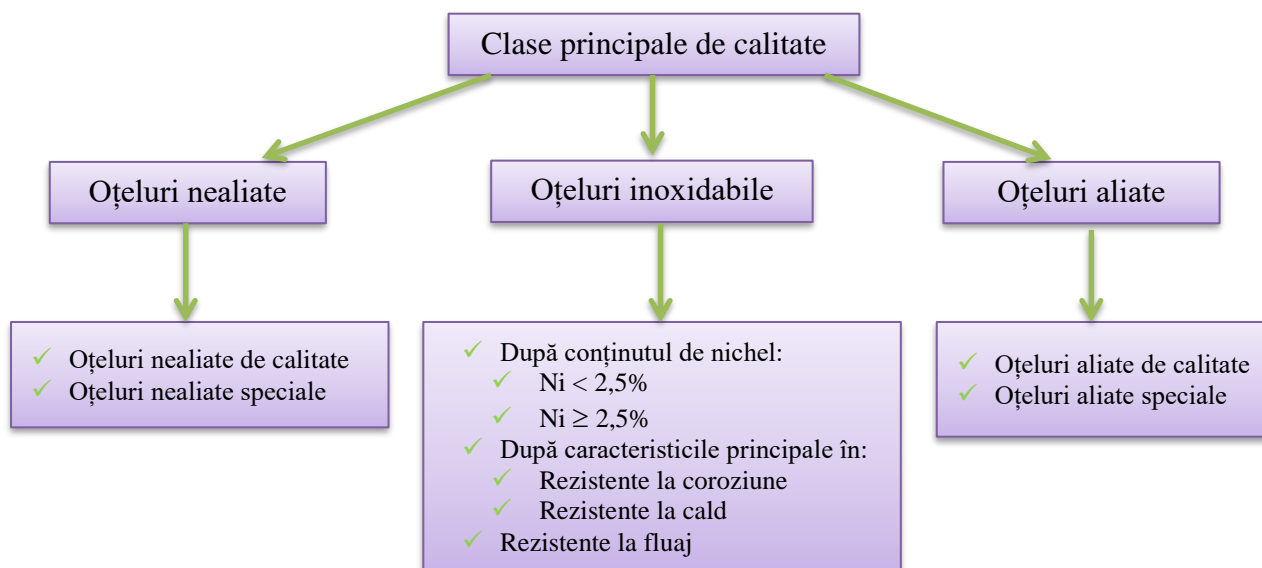 Clase principale de calitate
Oțeluri nealiate
Oțeluri inoxidabile
Oțeluri aliate
Oțeluri nealiate de calitate
Oțeluri nealiate speciale
După conținutul de nichel:
Ni < 2,5%
Ni ≥ 2,5%
După caracteristicile principale în:
Rezistente la coroziune
Rezistente la cald
Rezistente la fluaj
Oțeluri aliate de calitate
Oțeluri aliate speciale